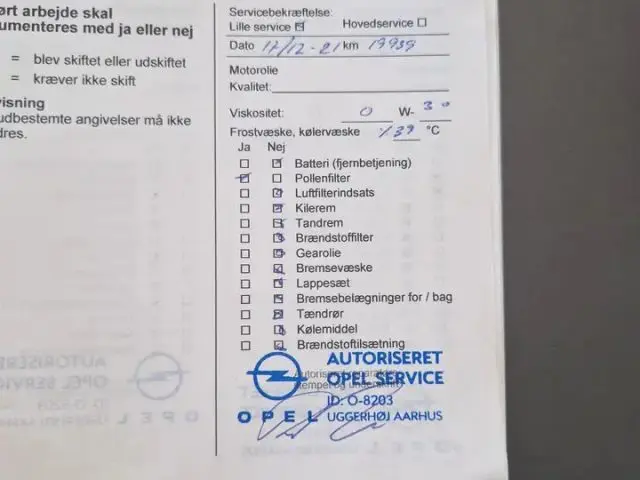 ørt arbejde skal
umenteres med ja eller nej
= blev skiftet eller udskiftet
= kræver ikke skift
visning
udbestemte angivelser må ikke
dres.
Servicebekræftelse:
Lille service ☒ Hovedservice ☐
Dato 17/12-21 km 19939
Motorolie
Kvalitet:
Viskositet: 0 W- 30
Frostvæske, kølervæske ٪39 °C
Ja Nej
☐ ☒ Batteri (fjernbetjening)
☒ ☐ Pollenfilter
☐ ☒ Luftfilterindsats
☐ ☒ Kilerem
☐ ☒ Tandrem
☐ ☒ Brændstoffilter
☐ ☒ Gearolie
☐ ☒ Bremsevæske
☐ ☒ Lappesæt
☐ ☒ Bremsebelægninger for / bag
☐ ☒ Tændrør
☐ ☒ Kølemiddel
☐ ☒ Brændstoftilsætning
AUTORISERET
OPEL SERVICE
ID: O-8203
OPEL UGGERHØJ AARHUS